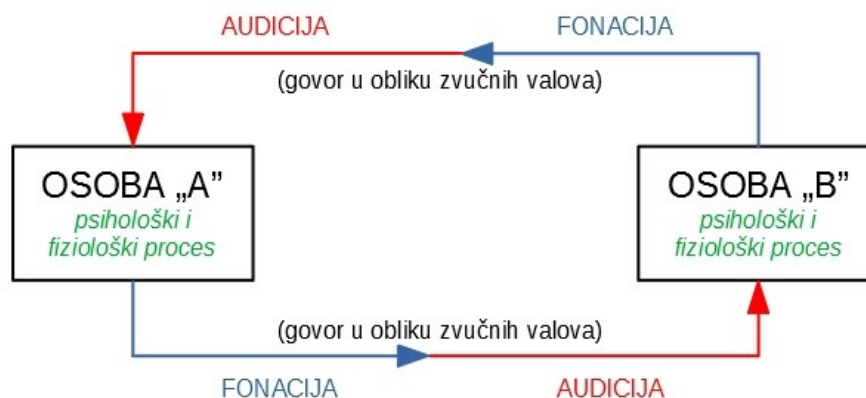 AUDICIJA FONACIJA
(govor u obliku zvučnih valova)
OSOBA „A” OSOBA „B”
psihološki i psihološki i
fiziološki proces fiziološki proces
(govor u obliku zvučnih valova)
FONACIJA AUDICIJA